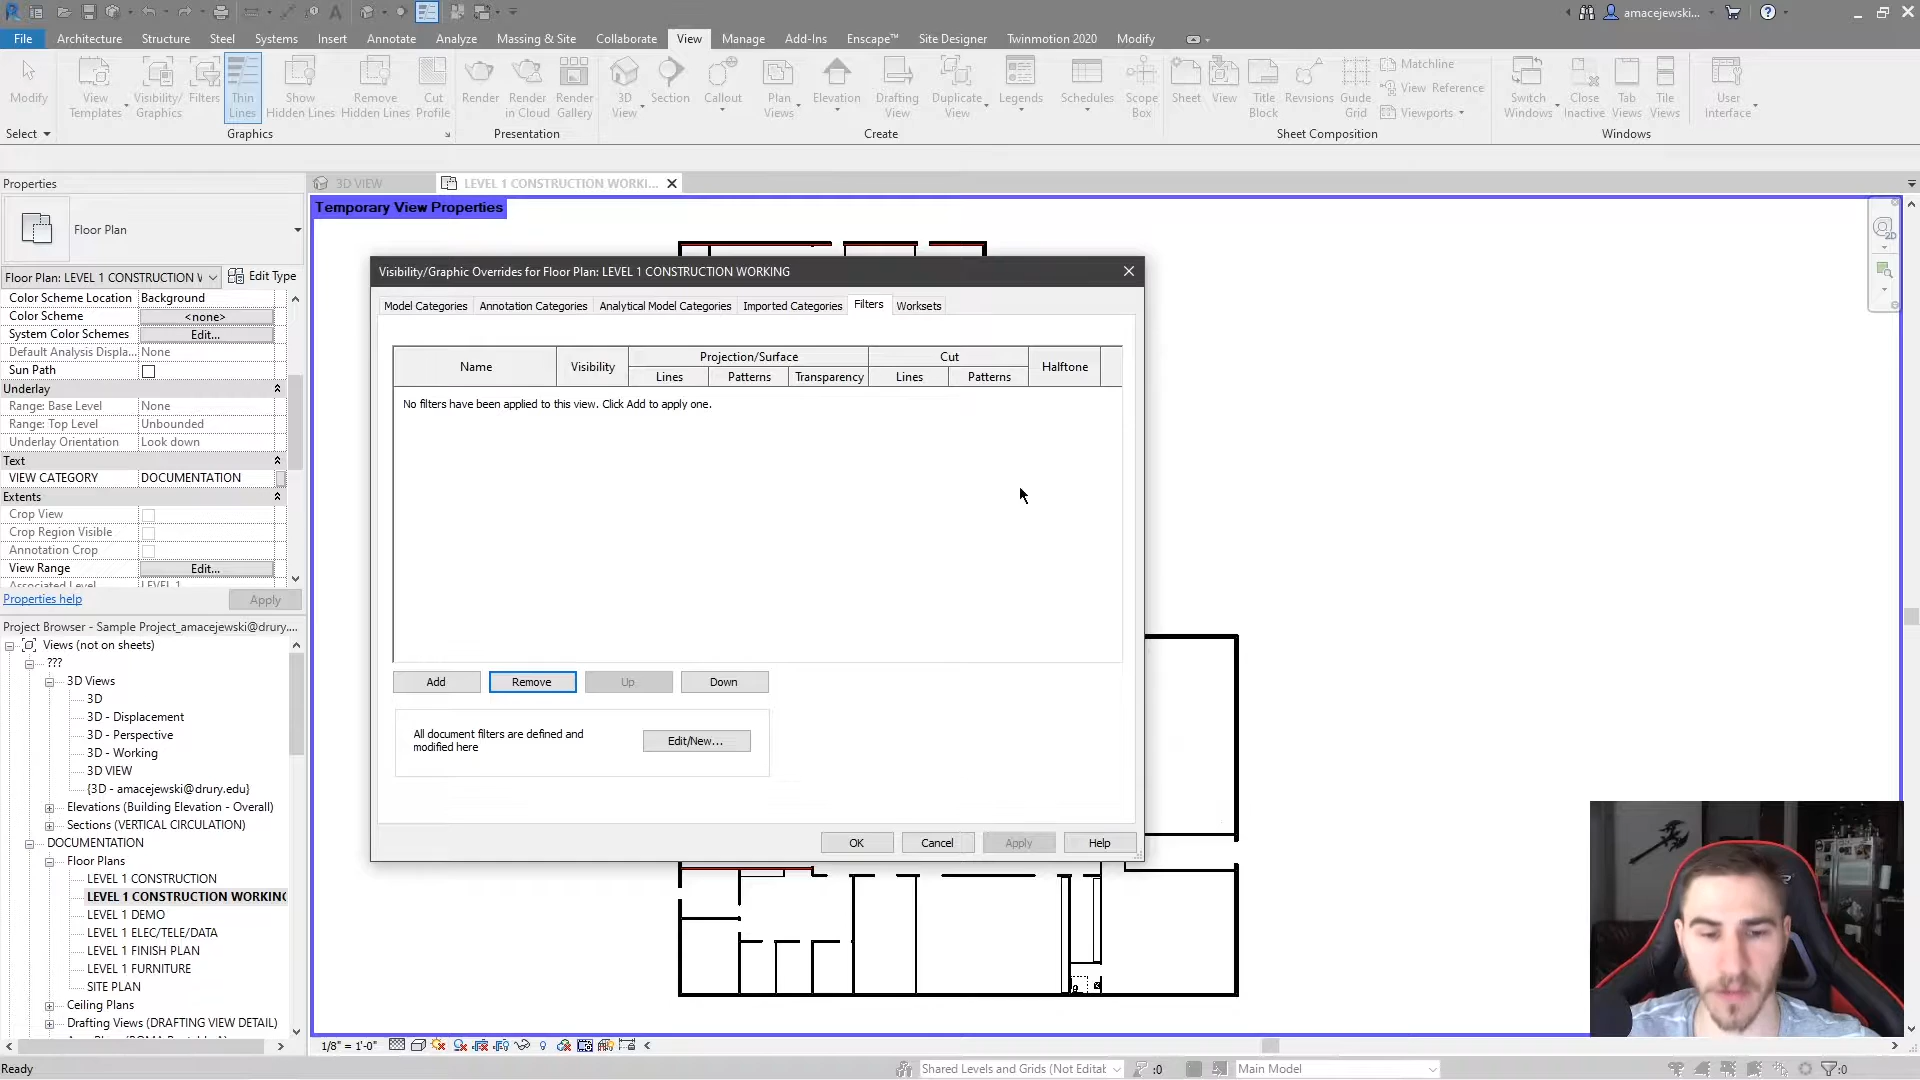 amacejewski...
File Architecture Structure Steel Systems Insert Annotate Analyze Massing & Site Collaborate View Manage Add-Ins Enscape™ Site Designer Twinmotion 2020 Modify
Modify
View Templates
Visibility/ Graphics
Filters
Thin Lines
Show Hidden Lines
Remove Hidden Lines
Cut Profile
Render
Render in Cloud
Render Gallery
3D View
Section
Callout
Plan Views
Elevation
Drafting View
Duplicate View
Legends
Schedules
Scope Box
Sheet
View
Title Block
Revisions
Guide Grid
Matchline
View Reference
Viewports
Switch Windows
Close Inactive
Tab Views
Tile Views
User Interface
Select Graphics Presentation Create Sheet Composition Windows
Properties
3D VIEW
LEVEL 1 CONSTRUCTION WORKI...
Temporary View Properties
Floor Plan
Floor Plan: LEVEL 1 CONSTRUCTION W Edit Type
Color Scheme Location Background
Color Scheme <none>
System Color Schemes Edit...
Default Analysis Displa... None
Sun Path
Underlay
Range: Base Level None
Range: Top Level Unbounded
Underlay Orientation Look down
Text
VIEW CATEGORY DOCUMENTATION
Extents
Crop View
Crop Region Visible
Annotation Crop
View Range Edit...
Associated Level LEVEL 1
Properties help Apply
Project Browser - Sample Project_amacejewski@drury....
Views (not on sheets)
???
3D Views
3D
3D - Displacement
3D - Perspective
3D - Working
3D VIEW
{3D - amacejewski@drury.edu}
Elevations (Building Elevation - Overall)
Sections (VERTICAL CIRCULATION)
DOCUMENTATION
Floor Plans
LEVEL 1 CONSTRUCTION
LEVEL 1 CONSTRUCTION WORKING
LEVEL 1 DEMO
LEVEL 1 ELEC/TELE/DATA
LEVEL 1 FINISH PLAN
LEVEL 1 FURNITURE
SITE PLAN
Ceiling Plans
Drafting Views (DRAFTING VIEW DETAIL)
Visibility/Graphic Overrides for Floor Plan: LEVEL 1 CONSTRUCTION WORKING
Model Categories Annotation Categories Analytical Model Categories Imported Categories Filters Worksets
Name Visibility Projection/Surface Cut Halftone
Lines Patterns Transparency Lines Patterns
No filters have been applied to this view. Click Add to apply one.
Add Remove Up Down
All document filters are defined and
modified here
Edit/New...
OK Cancel Apply Help
2D
1/8" = 1'-0"
Ready
Shared Levels and Grids (Not Editab
:0
Main Model
:0